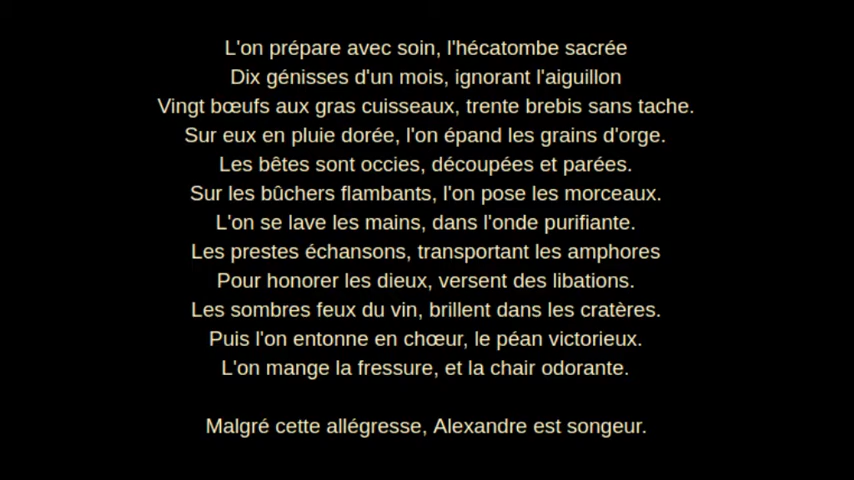 L'on prépare avec soin, l'hécatombe sacrée
Dix génisses d'un mois, ignorant l'aiguillon
Vingt bœufs aux gras cuisseaux, trente brebis sans tache.
Sur eux en pluie dorée, l'on épand les grains d'orge.
Les bêtes sont occies, découpées et parées.
Sur les bûchers flambants, l'on pose les morceaux.
L'on se lave les mains, dans l'onde purifiante.
Les prestes échansons, transportant les amphores
Pour honorer les dieux, versent des libations.
Les sombres feux du vin, brillent dans les cratères.
Puis l'on entonne en chœur, le péan victorieux.
L'on mange la fressure, et la chair odorante.
Malgré cette allégresse, Alexandre est songeur.